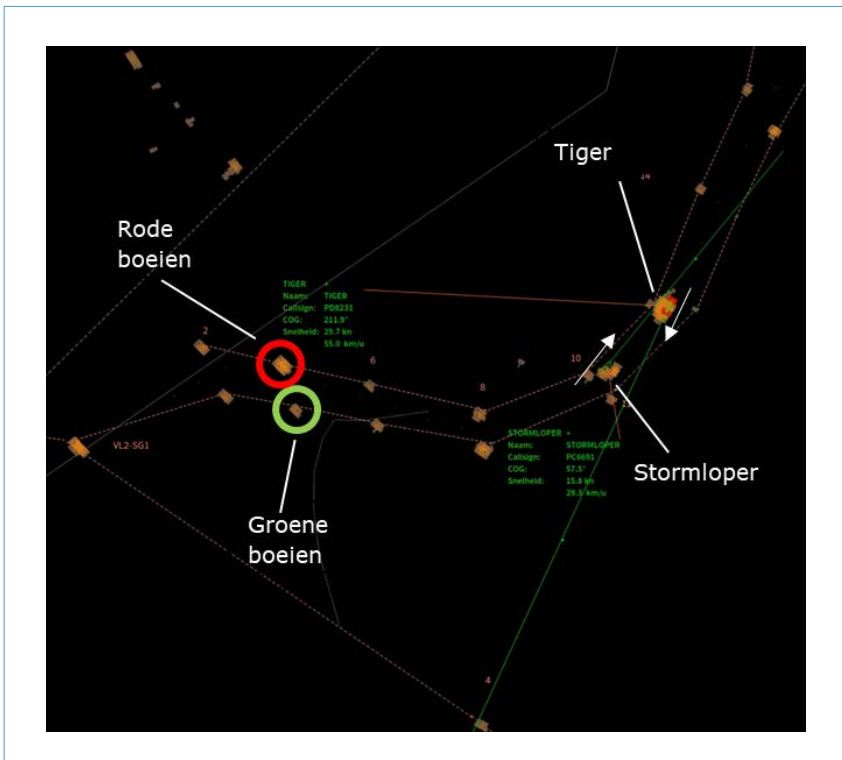 Tiger
14
Rode
boeien
TIGER +
Naam: TIGER
Callsign: PD8231
COG: 211.9°
Snelheid: 29.7 kn
55.0 km/u
2
6
10
8
VL2-SG1
STORMLOPER +
Naam: STORMLOPER
Callsign: PC6691
COG: 57.5°
Snelheid: 15.8 kn
29.3 km/u
Stormloper
Groene
boeien
4